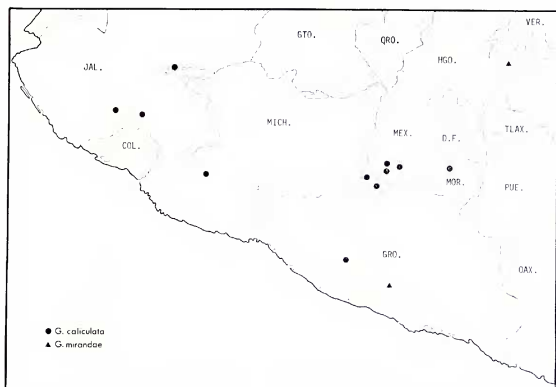 VER.
GTO.
QRO.
HGO.
JAL.
MICH.
MEX.
D.F.
TLAX.
COL.
MOR.
PUE.
GRO.
OAX.
● G. caliculata
▲ G. mirandae